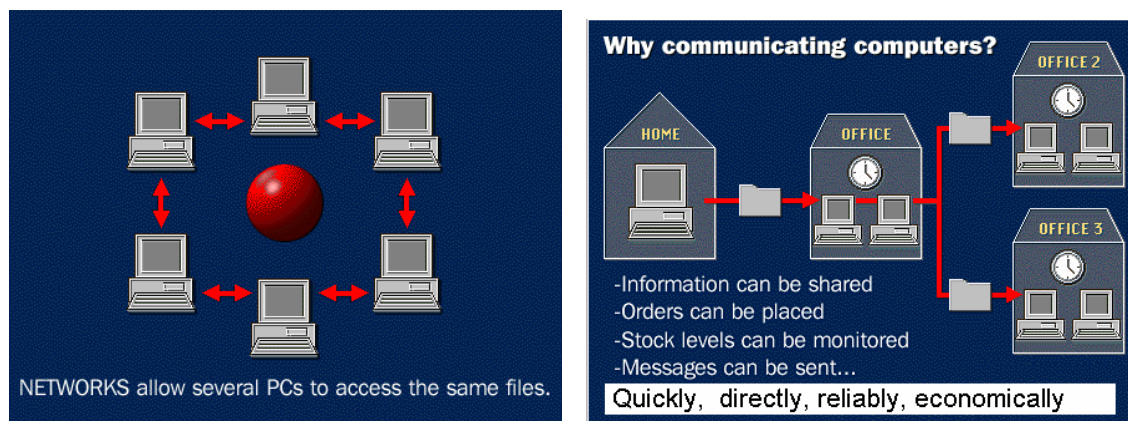 NETWORKS allow several PCs to access the same files.
Why communicating computers?
HOME
OFFICE
OFFICE 2
OFFICE 3
-Information can be shared
-Orders can be placed
-Stock levels can be monitored
-Messages can be sent...
Quickly, directly, reliably, economically